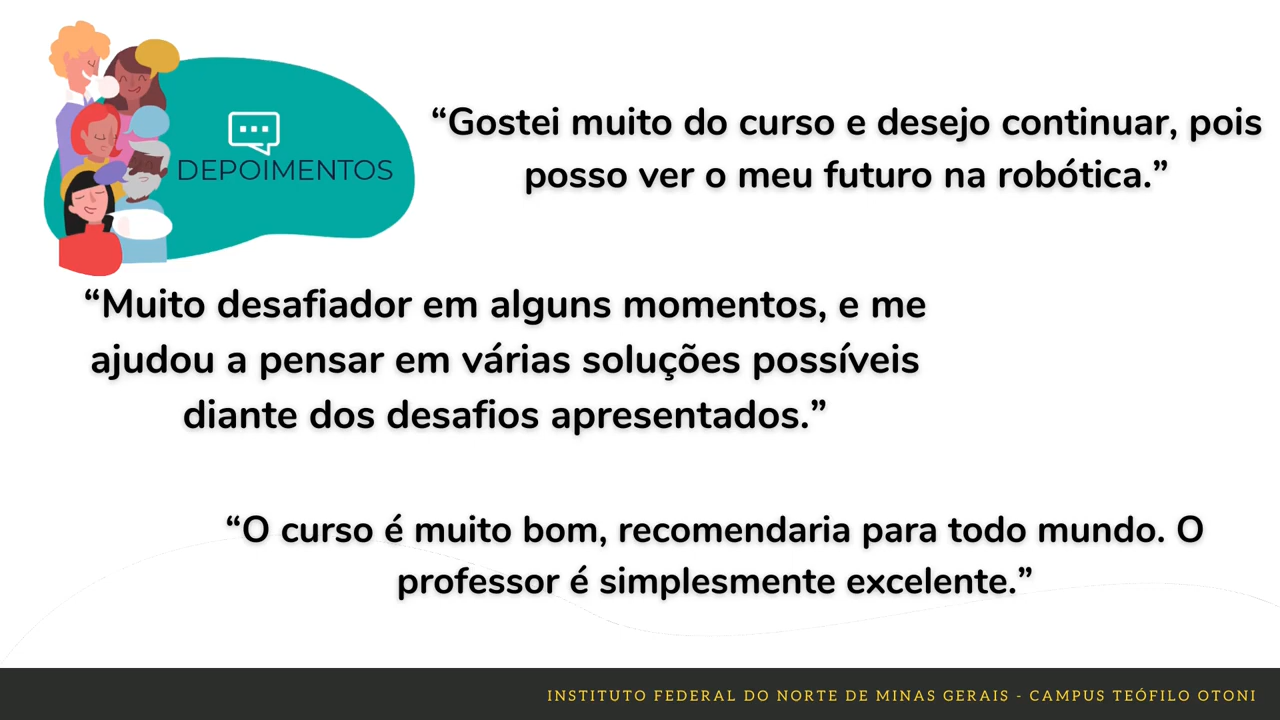 DEPOIMENTOS
“Gostei muito do curso e desejo continuar, pois
posso ver o meu futuro na robótica.”
“Muito desafiador em alguns momentos, e me
ajudou a pensar em várias soluções possíveis
diante dos desafios apresentados.”
“O curso é muito bom, recomendaria para todo mundo. O
professor é simplesmente excelente.”
INSTITUTO FEDERAL DO NORTE DE MINAS GERAIS - CAMPUS TEÓFILO OTONI